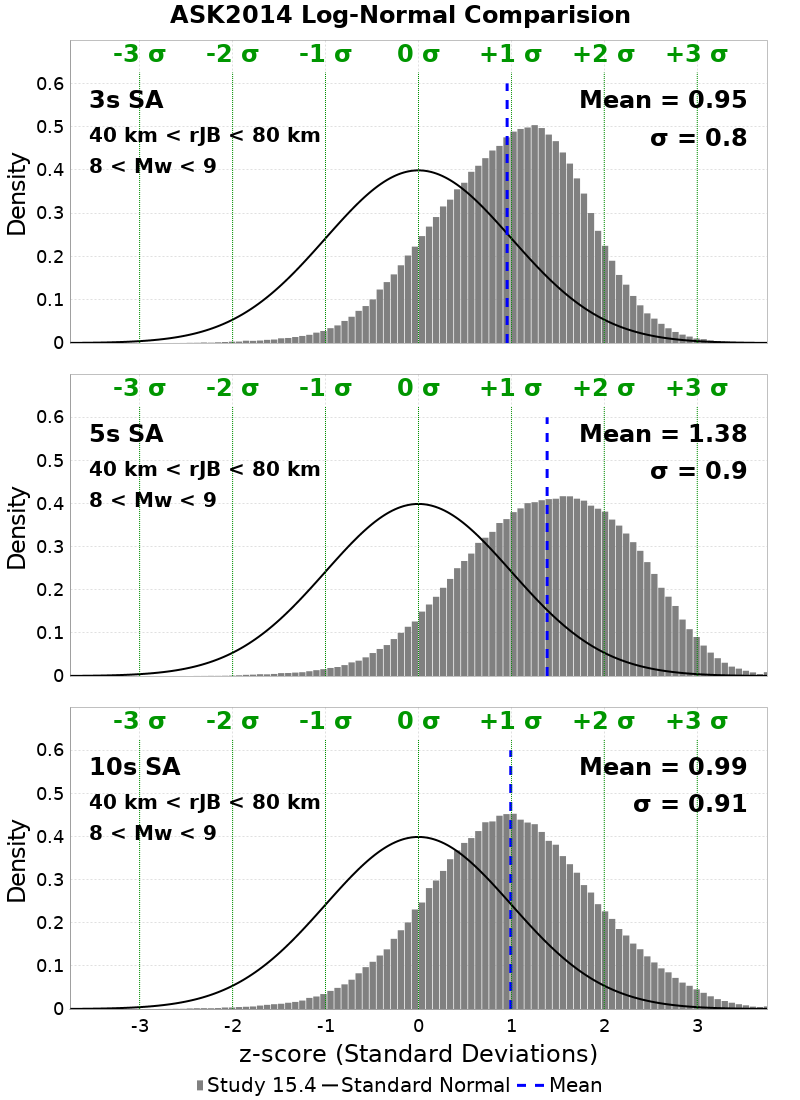 ASK2014 Log-Normal Comparision
-3 σ -2 σ -1 σ 0 σ +1 σ +2 σ +3 σ
0.6
3s SA
Mean = 0.95
0.5
40 km < rJB < 80 km
σ = 0.8
0.4
8 < Mw < 9
0.3
0.2
0.1
0
Density
-3 σ -2 σ -1 σ 0 σ +1 σ +2 σ +3 σ
0.6
5s SA
Mean = 1.38
0.5
40 km < rJB < 80 km
σ = 0.9
0.4
8 < Mw < 9
0.3
0.2
0.1
0
Density
-3 σ -2 σ -1 σ 0 σ +1 σ +2 σ +3 σ
0.6
10s SA
Mean = 0.99
0.5
40 km < rJB < 80 km
σ = 0.91
0.4
8 < Mw < 9
0.3
0.2
0.1
0
Density
-3 -2 -1 0 1 2 3
z-score (Standard Deviations)
Study 15.4 Standard Normal Mean